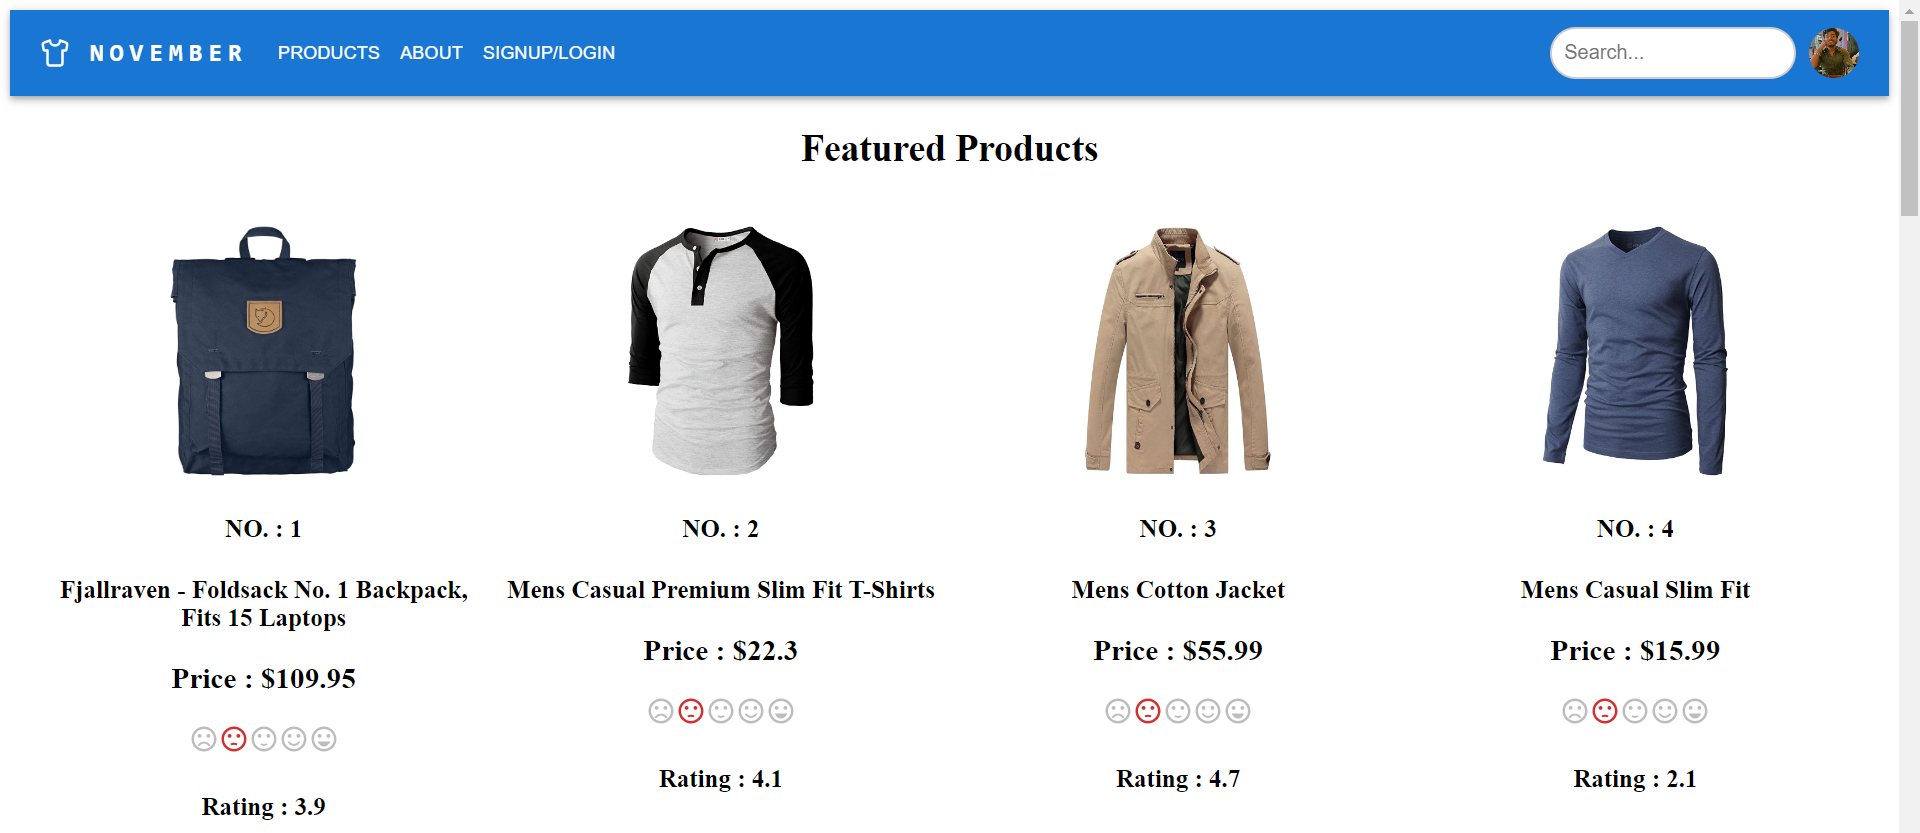 NOVEMBER PRODUCTS ABOUT SIGNUP/LOGIN Search...
Featured Products
NO. : 1
Fjallraven - Foldsack No. 1 Backpack,
Fits 15 Laptops
Price : $109.95
Rating : 3.9
NO. : 2
Mens Casual Premium Slim Fit T-Shirts
Price : $22.3
Rating : 4.1
NO. : 3
Mens Cotton Jacket
Price : $55.99
Rating : 4.7
NO. : 4
Mens Casual Slim Fit
Price : $15.99
Rating : 2.1